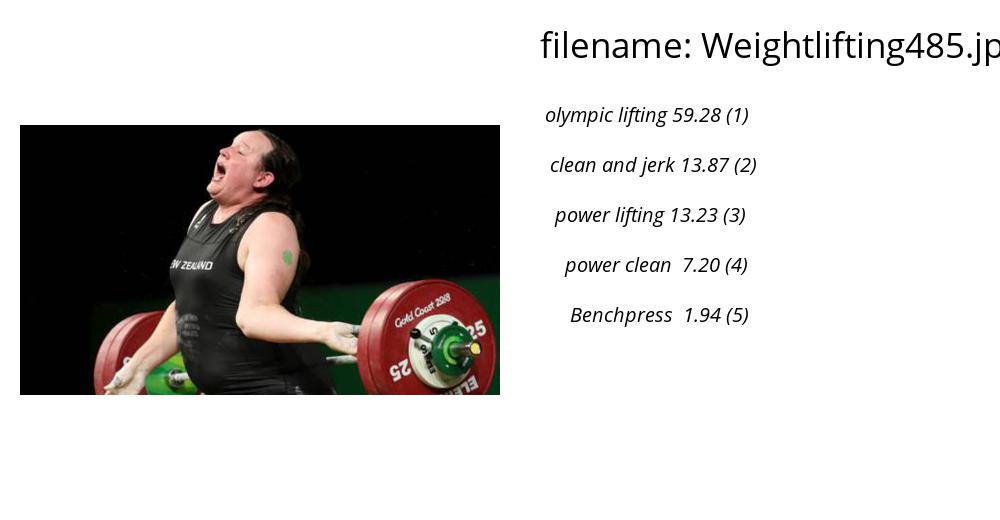 filename: Weightlifting485.jp
olympic lifting 59.28 (1)
clean and jerk 13.87 (2)
power lifting 13.23 (3)
power clean 7.20 (4)
Benchpress 1.94 (5)
EW ZEALAND
Gold Coast 2018
25
25